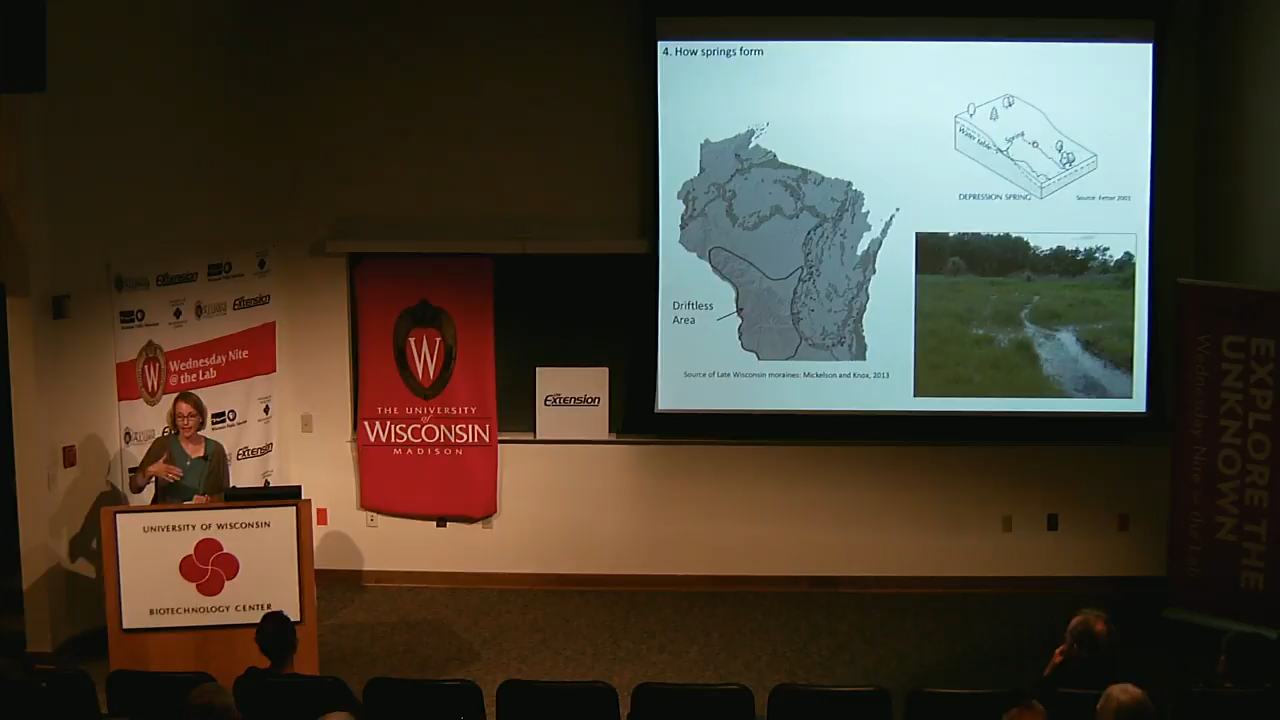 4. How springs form
Water table
Spring
DEPRESSION SPRING
Source: Fetter 2001
Driftless
Area
Source of Late Wisconsin moraines: Mickelson and Knox, 2013
Extension
Extension
Wednesday Nite
@ the Lab
Extension
W
THE UNIVERSITY
of
WISCONSIN
MADISON
Extension
UNIVERSITY OF WISCONSIN
BIOTECHNOLOGY CENTER
EXPLORE THE
UNKNOWN
Wednesday Nite @ the Lab